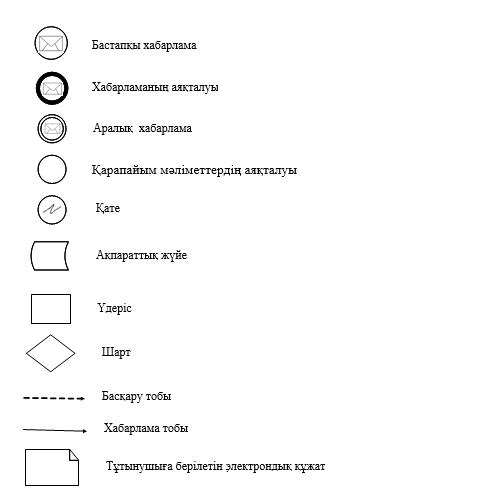 Бастапқы хабарлама
Хабарламаның аяқталуы
Аралық хабарлама
Қарапайым мәліметтердің аяқталуы
Қате
Ақпараттық жүйе
Үдеріс
Шарт
Басқару тобы
Хабарлама тобы
Тұтынушыға берілетін электрондық құжат